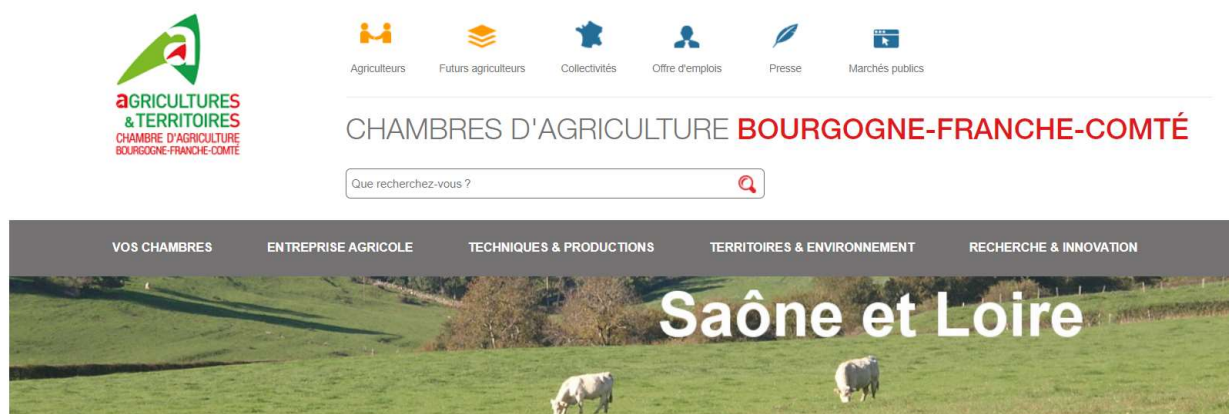 Agriculteurs
Futurs agriculteurs
Collectivités
Offre d'emplois
Presse
Marchés publics
aGRICULTURES
& TERRITOIRES
CHAMBRE D'AGRICULTURE
BOURGOGNE-FRANCHE-COMTÉ
CHAMBRES D'AGRICULTURE BOURGOGNE-FRANCHE-COMTÉ
Que recherchez-vous ?
VOS CHAMBRES
ENTREPRISE AGRICOLE
TECHNIQUES & PRODUCTIONS
TERRITOIRES & ENVIRONNEMENT
RECHERCHE & INNOVATION
Saône et Loire